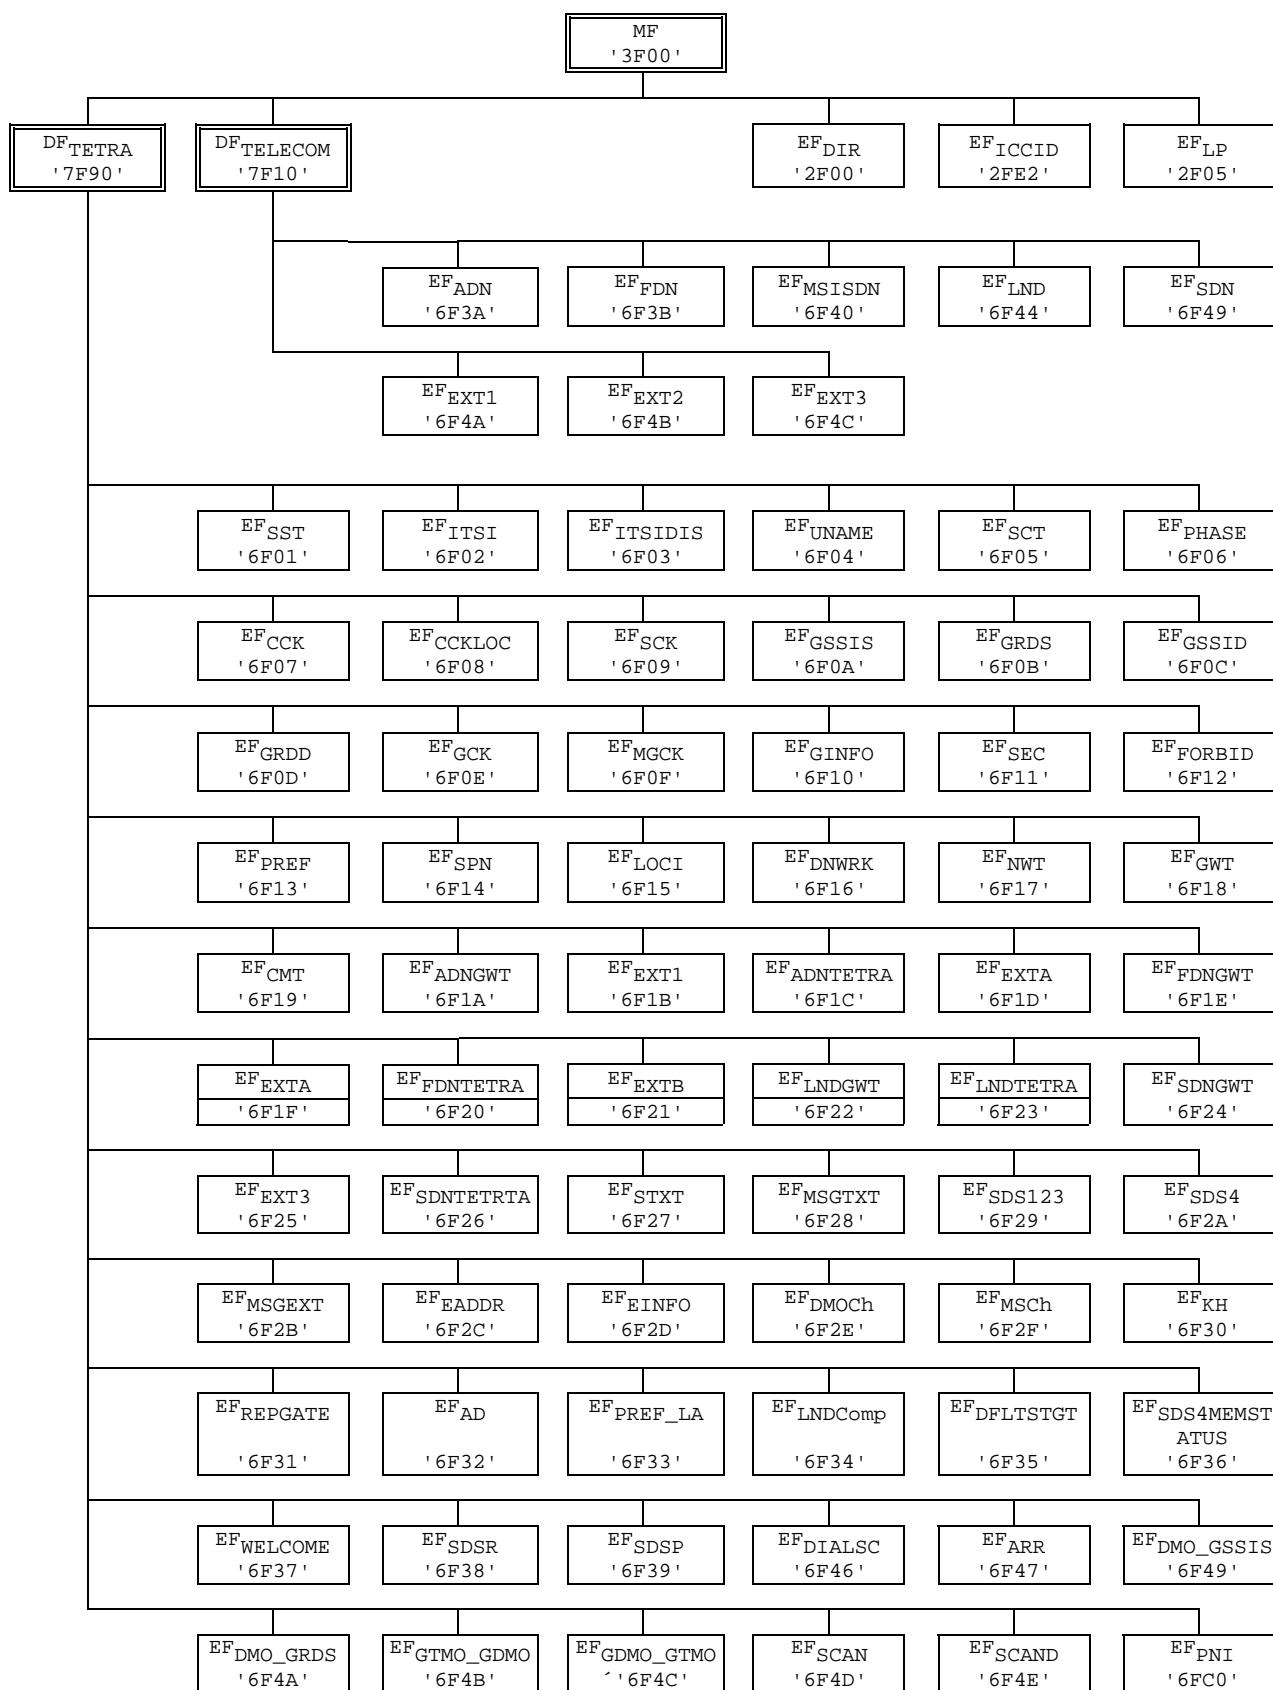 MF
'3F00'
DFTETRA DFTELECOM EFDIR EFICCID EFLP
'7F90' '7F10' '2F00' '2FE2' '2F05'
EFADN EFFDN EFMSISDN EFLND EFSDN
'6F3A' '6F3B' '6F40' '6F44' '6F49'
EFEXT1 EFEXT2 EFEXT3
'6F4A' '6F4B' '6F4C'
EFSST EFITSI EFITSIDIS EFUNAME EFSCT EFPHASE
'6F01' '6F02' '6F03' '6F04' '6F05' '6F06'
EFCCK EFCCKLOC EFSCK EFGSSIS EFGRDS EFGSSID
'6F07' '6F08' '6F09' '6F0A' '6F0B' '6F0C'
EFGRDD EFGCK EFMGCK EFGINFO EFSEC EFFORBID
'6F0D' '6F0E' '6F0F' '6F10' '6F11' '6F12'
EFPREF EFSPN EFLOCI EFDNWRK EFNWT EFGWT
'6F13' '6F14' '6F15' '6F16' '6F17' '6F18'
EFCMT EFADNGWT EFEXT1 EFADNTETRA EFEXTA EFFDNGWT
'6F19' '6F1A' '6F1B' '6F1C' '6F1D' '6F1E'
EFEXTA EFFDNTETRA EFEXTB EFLNDGWT EFLNDTETRA EFSDNGWT
'6F1F' '6F20' '6F21' '6F22' '6F23' '6F24'
EFEXT3 EFSDNTETRTA EFSTXT EFMSGTXT EFSDS123 EFSDS4
'6F25' '6F26' '6F27' '6F28' '6F29' '6F2A'
EFMSGEXT EFEADDR EFEINFO EFDMOCh EFMSCh EFKH
'6F2B' '6F2C' '6F2D' '6F2E' '6F2F' '6F30'
EFREPGATE EFAD EFPREF_LA EFLNDComp EFDFLTSTGT EFSDS4MEMST
ATUS
'6F31' '6F32' '6F33' '6F34' '6F35' '6F36'
EFWELCOME EFSDSR EFSDSP EFDIALSC EFARR EFDMO_GSSIS
'6F37' '6F38' '6F39' '6F46' '6F47' '6F49'
EFDMO_GRDS EFGTMO_GDMO EFGDMO_GTMO EFSCAN EFSCAND EFPNI
'6F4A' '6F4B' ´'6F4C' '6F4D' '6F4E' '6FC0'